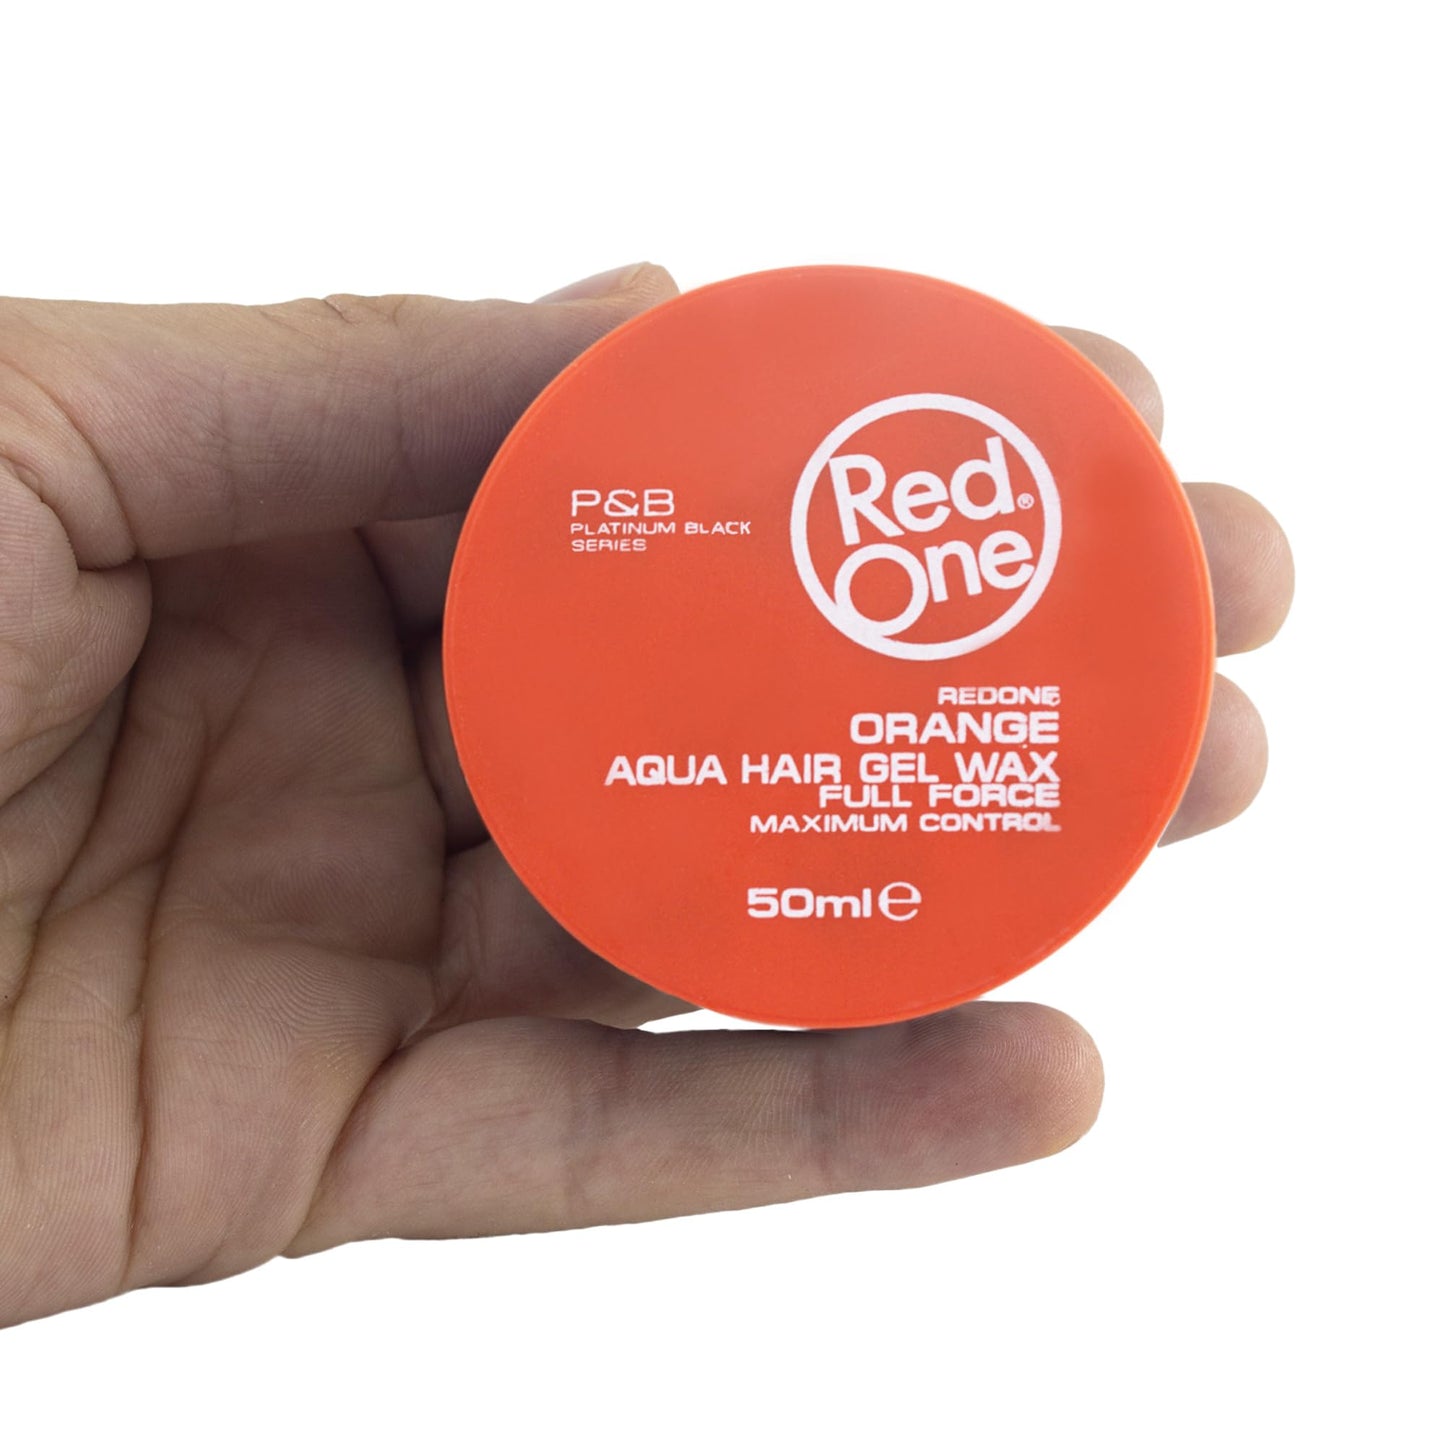 P&B
PLATINUM BLACK
SERIES
Red®
One
REDONE
ORANGE
AQUA HAIR GEL WAX
FULL FORCE
MAXIMUM CONTROL
50ml℮